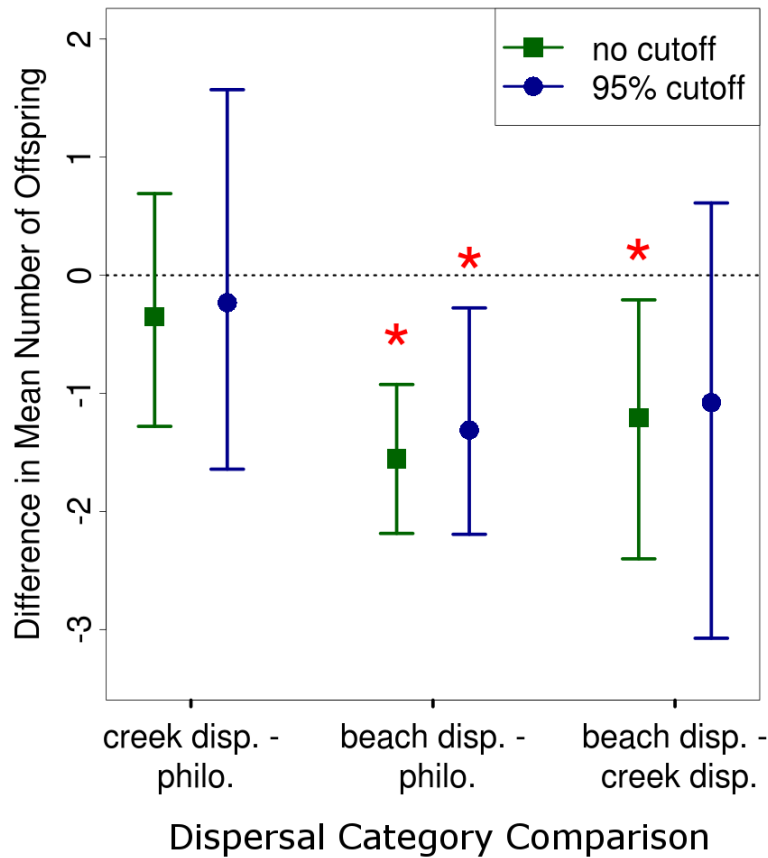 no cutoff
95% cutoff
Difference in Mean Number of Offspring
2
1
0
-1
-2
-3
*
*
*
creek disp. -
philo.
beach disp. -
philo.
beach disp. -
creek disp.
Dispersal Category Comparison